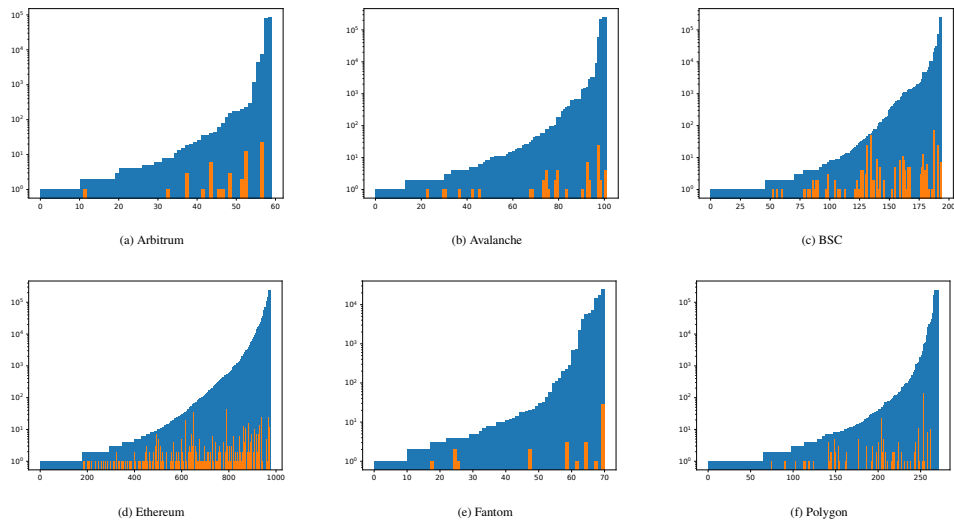 10⁵
10⁴
10³
10²
10¹
10⁰
0 10 20 30 40 50 60
(a) Arbitrum
10⁵
10⁴
10³
10²
10¹
10⁰
0 20 40 60 80 100
(b) Avalanche
10⁵
10⁴
10³
10²
10¹
10⁰
0 25 50 75 100 125 150 175 200
(c) BSC
10⁵
10⁴
10³
10²
10¹
10⁰
0 200 400 600 800 1000
(d) Ethereum
10⁴
10³
10²
10¹
10⁰
0 10 20 30 40 50 60 70
(e) Fantom
10⁵
10⁴
10³
10²
10¹
10⁰
0 50 100 150 200 250
(f) Polygon